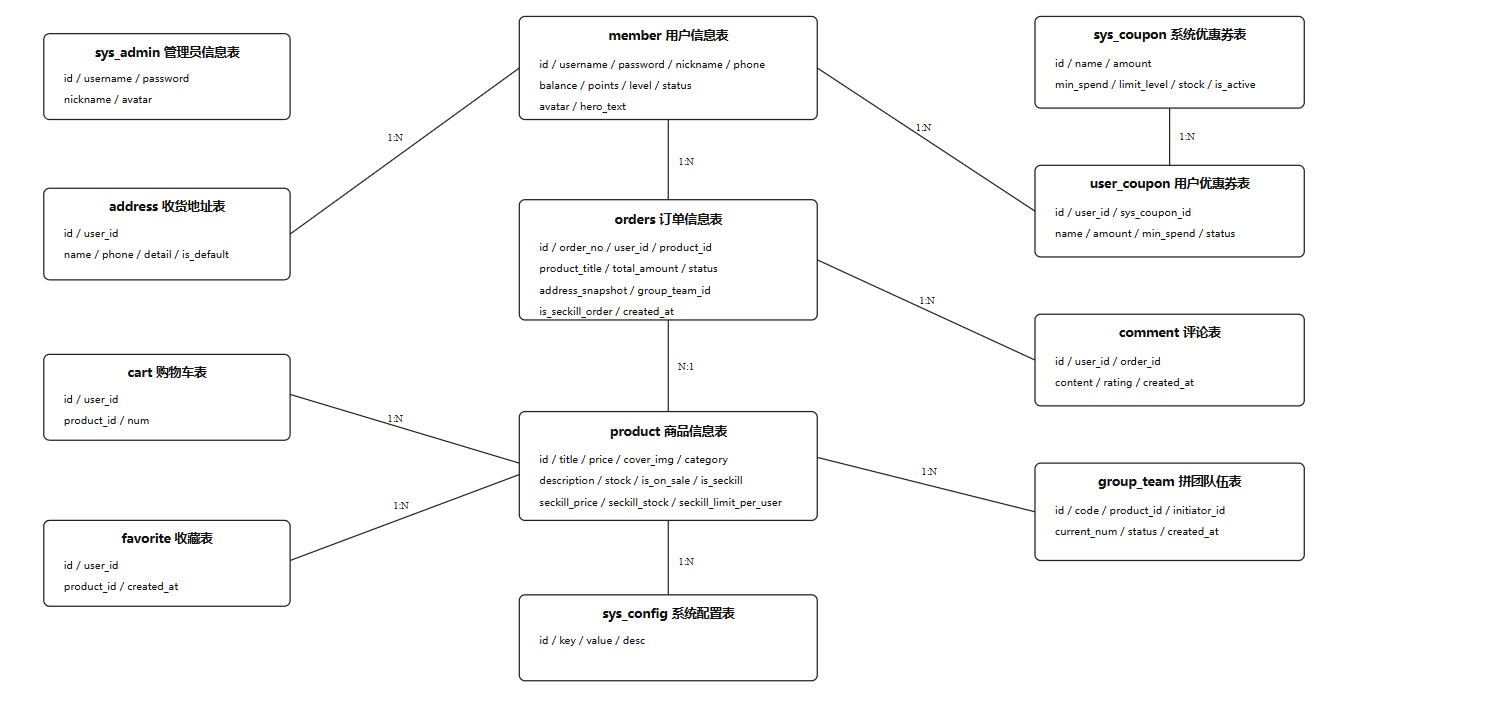 sys_admin 管理员信息表
id / username / password
nickname / avatar
member 用户信息表
id / username / password / nickname / phone
balance / points / level / status
avatar / hero_text
sys_coupon 系统优惠券表
id / name / amount
min_spend / limit_level / stock / is_active
1:N
1:N
1:N
1:N
address 收货地址表
id / user_id
name / phone / detail / is_default
orders 订单信息表
id / order_no / user_id / product_id
product_title / total_amount / status
address_snapshot / group_team_id
is_seckill_order / created_at
user_coupon 用户优惠券表
id / user_id / sys_coupon_id
name / amount / min_spend / status
1:N
comment 评论表
id / user_id / order_id
content / rating / created_at
N:1
cart 购物车表
id / user_id
product_id / num
1:N
product 商品信息表
id / title / price / cover_img / category
description / stock / is_on_sale / is_seckill
seckill_price / seckill_stock / seckill_limit_per_user
1:N
group_team 拼团队伍表
id / code / product_id / initiator_id
current_num / status / created_at
1:N
favorite 收藏表
id / user_id
product_id / created_at
1:N
sys_config 系统配置表
id / key / value / desc